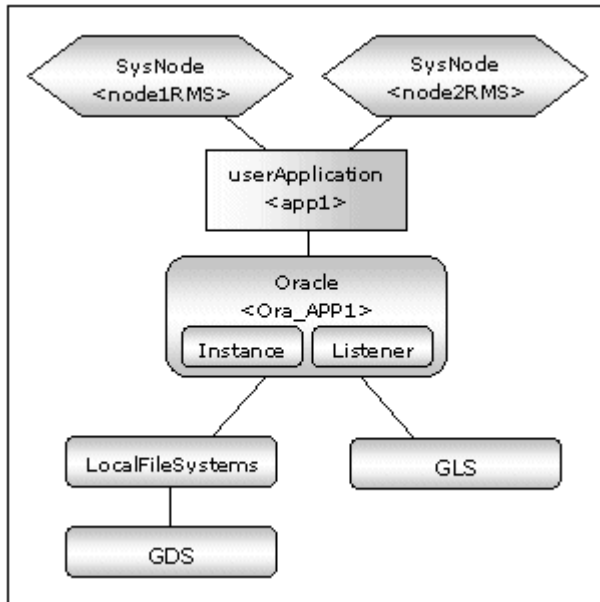 SysNode
<node1RMS>
SysNode
<node2RMS>
userApplication
<app1>
Oracle
<Ora_APP1>
Instance
Listener
LocalFileSystems
GLS
GDS